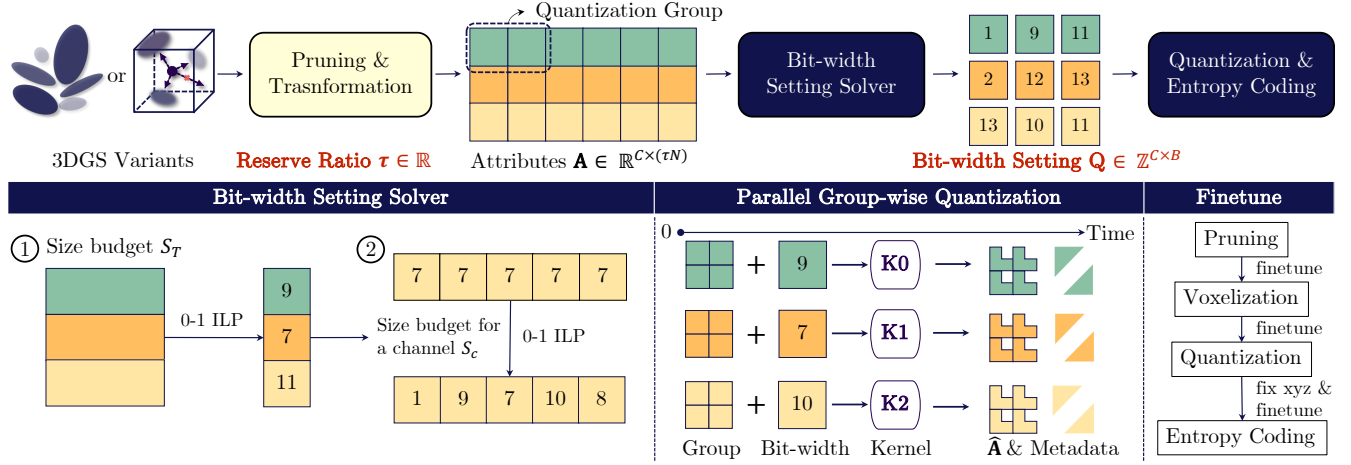 Quantization Group
or
Pruning &
Trasnformation
Bit-width
Setting Solver
1 9 11
2 12 13
13 10 11
Quantization &
Entropy Coding
3DGS Variants
Reserve Ratio τ ∈ ℝ
Attributes A ∈ ℝ^{C×(τN)}
Bit-width Setting Q ∈ ℤ^{C×B}
Bit-width Setting Solver
1 Size budget S_T
9
7
11
0-1 ILP
2
7 7 7 7 7
Size budget for
a channel S_c
0-1 ILP
1 9 7 10 8
Parallel Group-wise Quantization
0 Time
+ 9 K0
+ 7 K1
+ 10 K2
Group Bit-width Kernel Â & Metadata
Finetune
Pruning
finetune
Voxelization
finetune
Quantization
fix xyz &
finetune
Entropy Coding